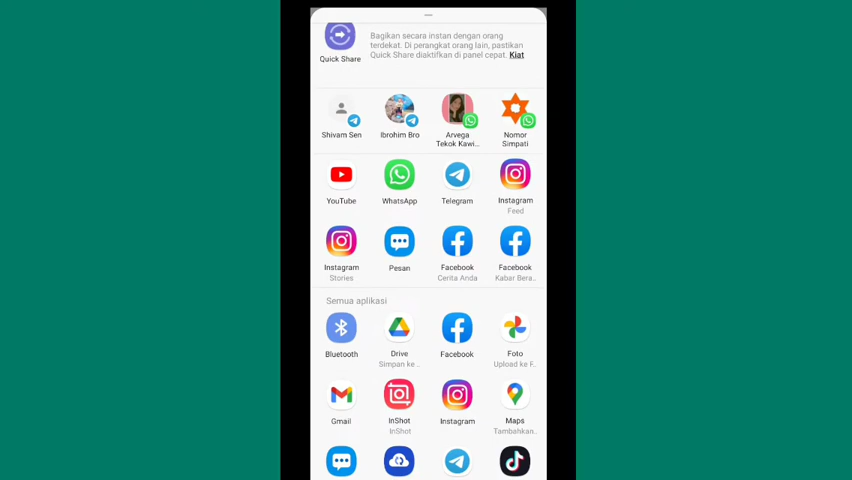 Bagikan secara instan dengan orang
terdekat. Di perangkat orang lain, pastikan
Quick Share diaktifkan di panel cepat. Kiat
Quick Share
Shivam Sen
Ibrohim Bro
Arvega
Tekok Kawi...
Nomor
Simpati
YouTube
WhatsApp
Telegram
Instagram
Feed
Instagram
Stories
Pesan
Facebook
Cerita Anda
Facebook
Kabar Bera..
Semua aplikasi
Bluetooth
Drive
Simpan ke ..
Facebook
Foto
Upload ke F..
Gmail
InShot
InShot
Instagram
Maps
Tambahkan..